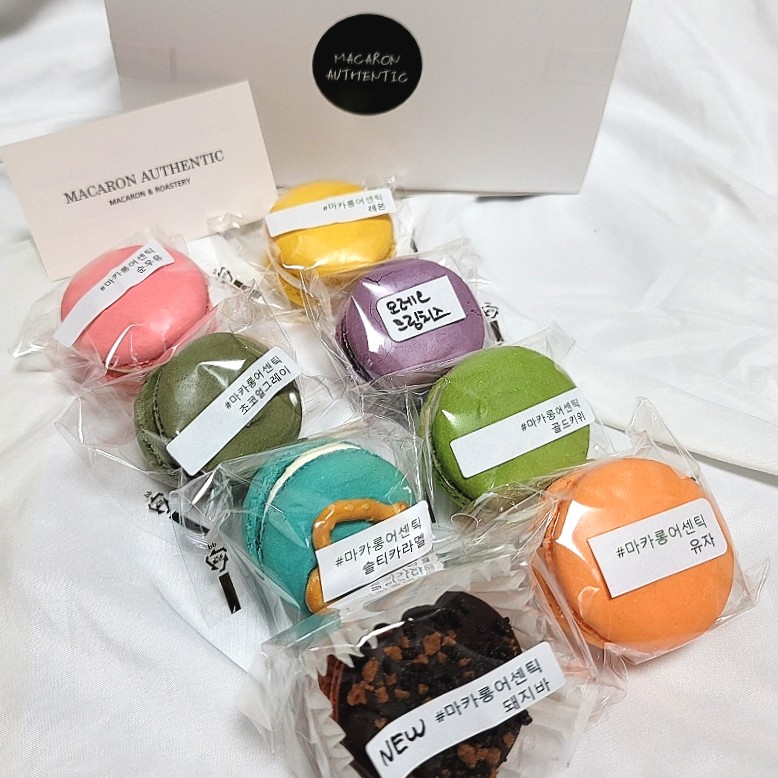 MACARON
AUTHENTIC
MACARON AUTHENTIC
MACARON & ROASTERY
#마카롱어센틱
레몬
#마카롱어센틱
순우유
오레오
크림치즈
#마카롱어센틱
초코얼그레이
#마카롱어센틱
골드키위
#마카롱어센틱
솔티카라멜
#마카롱어센틱
유자
NEW #마카롱어센틱
돼지바